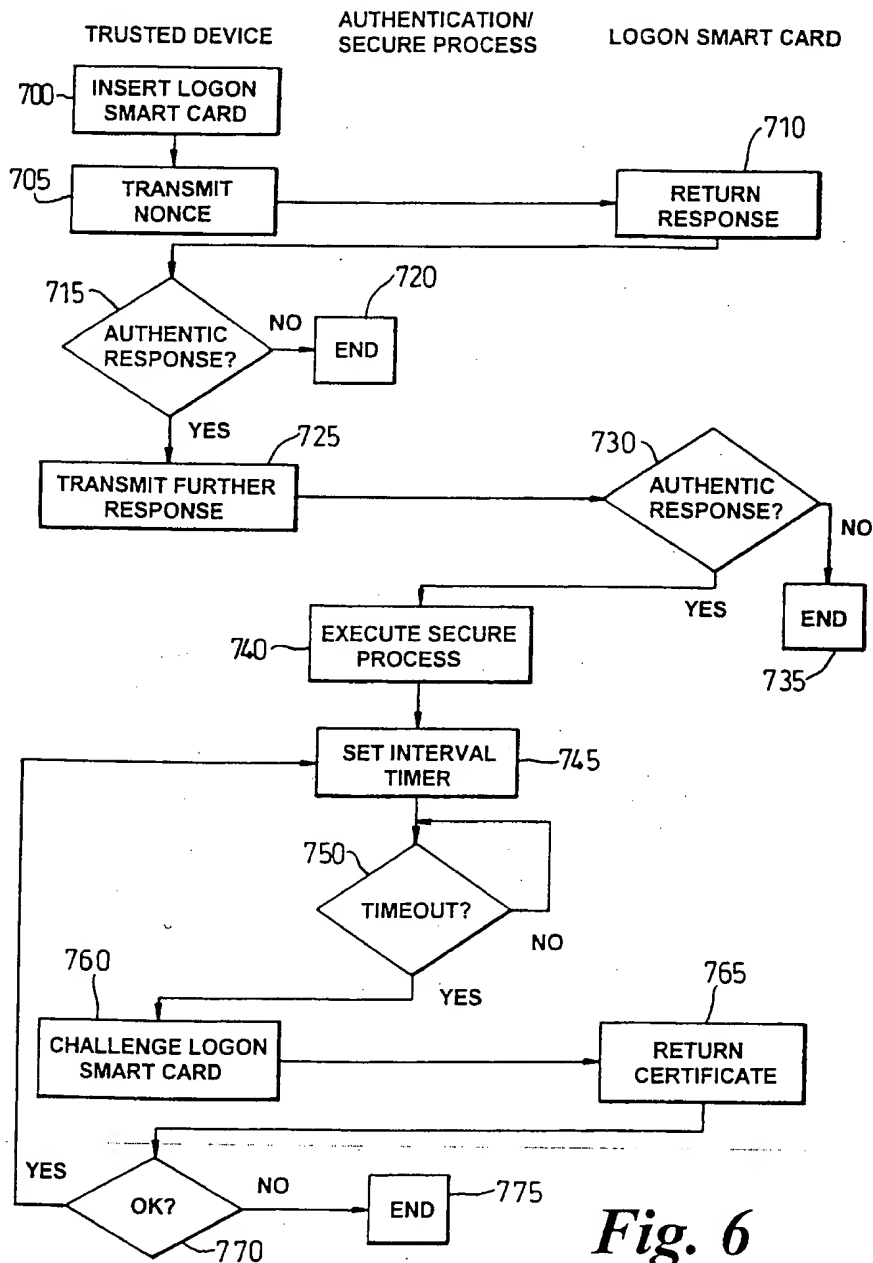 TRUSTED DEVICE
AUTHENTICATION/
SECURE PROCESS
LOGON SMART CARD
700
INSERT LOGON
SMART CARD
705
TRANSMIT
NONCE
710
RETURN
RESPONSE
715
AUTHENTIC
RESPONSE?
NO
720
END
YES
725
TRANSMIT FURTHER
RESPONSE
730
AUTHENTIC
RESPONSE?
NO
YES
END
735
740
EXECUTE SECURE
PROCESS
SET INTERVAL
TIMER
745
750
TIMEOUT?
NO
YES
760
CHALLENGE LOGON
SMART CARD
765
RETURN
CERTIFICATE
YES
OK?
NO
770
END
775
Fig. 6